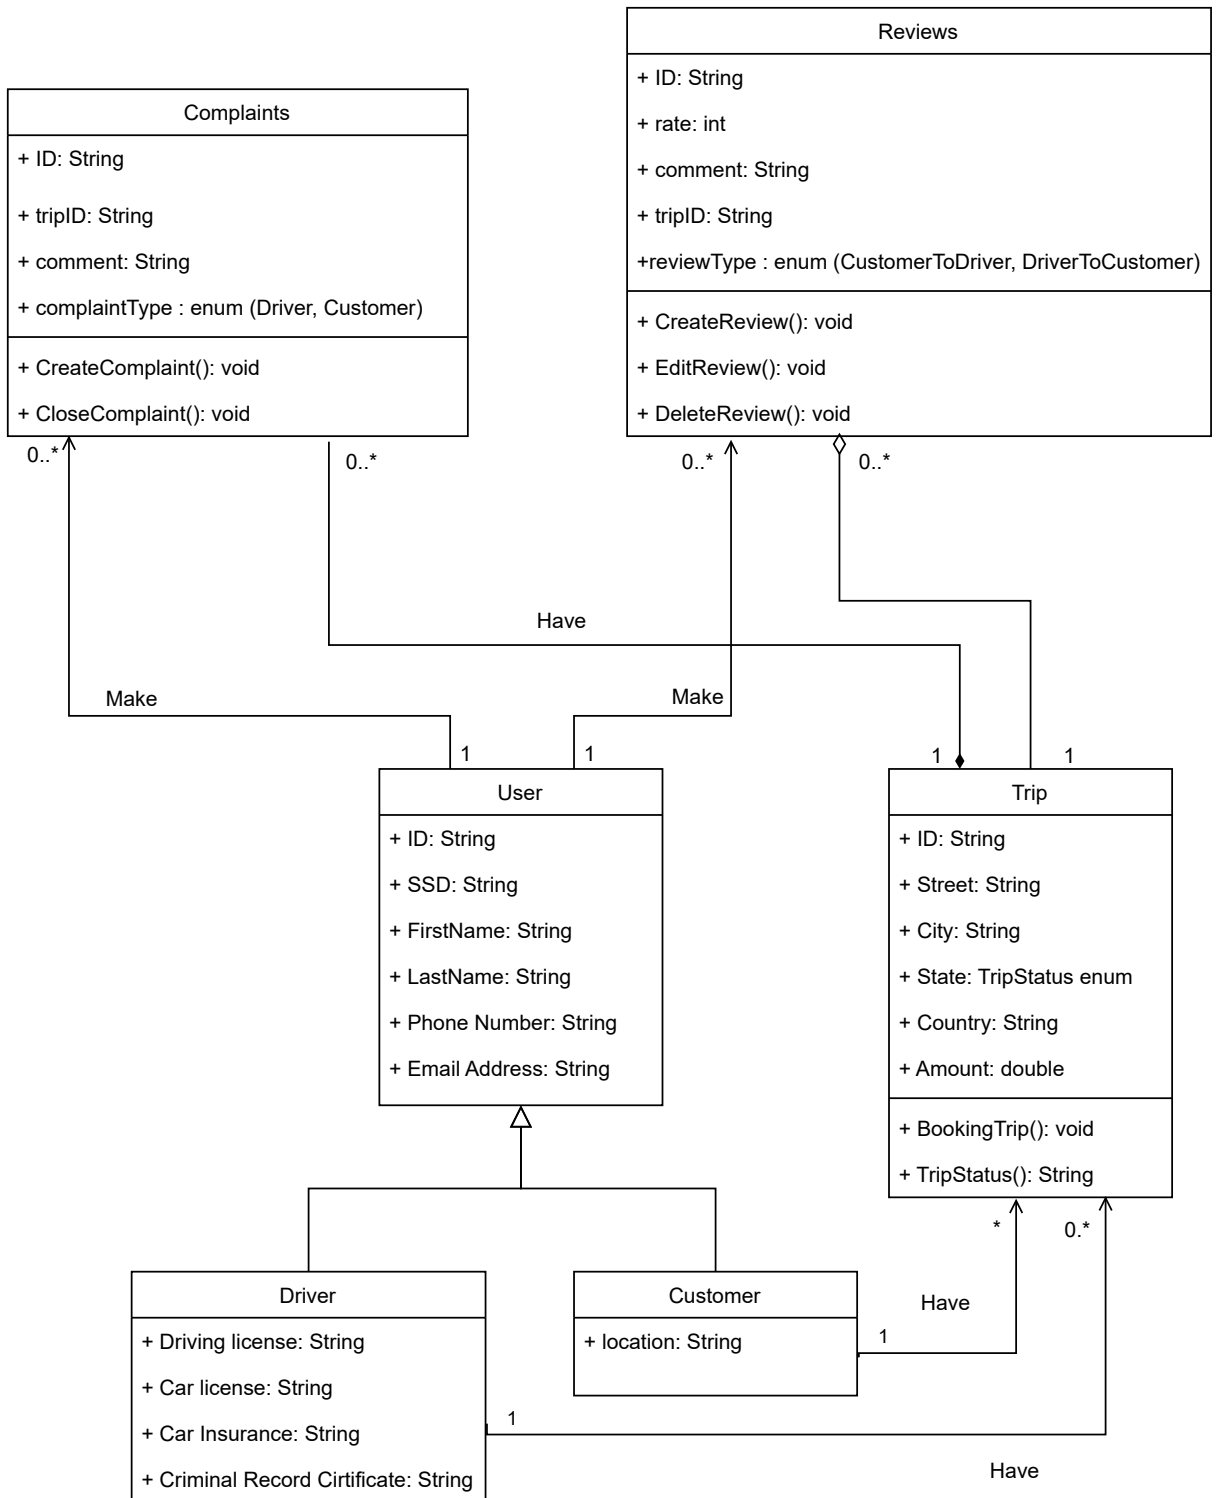 Reviews
+ ID: String
+ rate: int
+ comment: String
+ tripID: String
+reviewType : enum (CustomerToDriver, DriverToCustomer)
+ CreateReview(): void
+ EditReview(): void
+ DeleteReview(): void
Complaints
+ ID: String
+ tripID: String
+ comment: String
+ complaintType : enum (Driver, Customer)
+ CreateComplaint(): void
+ CloseComplaint(): void
0..*
0..*
0..*
0..*
Have
Make
Make
1
1
1
1
User
+ ID: String
+ SSD: String
+ FirstName: String
+ LastName: String
+ Phone Number: String
+ Email Address: String
Trip
+ ID: String
+ Street: String
+ City: String
+ State: TripStatus enum
+ Country: String
+ Amount: double
+ BookingTrip(): void
+ TripStatus(): String
*
0.*
Driver
+ Driving license: String
+ Car license: String
+ Car Insurance: String
+ Criminal Record Cirtificate: String
Customer
+ location: String
Have
1
1
Have